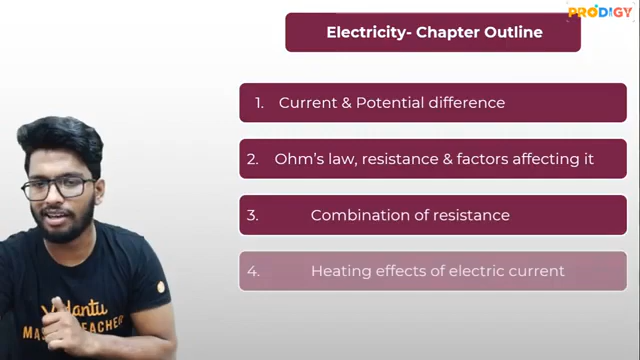 PRODIGY
Electricity- Chapter Outline
1. Current & Potential difference
2. Ohm's law, resistance & factors affecting it
3. Combination of resistance
4. Heating effects of electric current
Vedantu
MASTER TEACHER